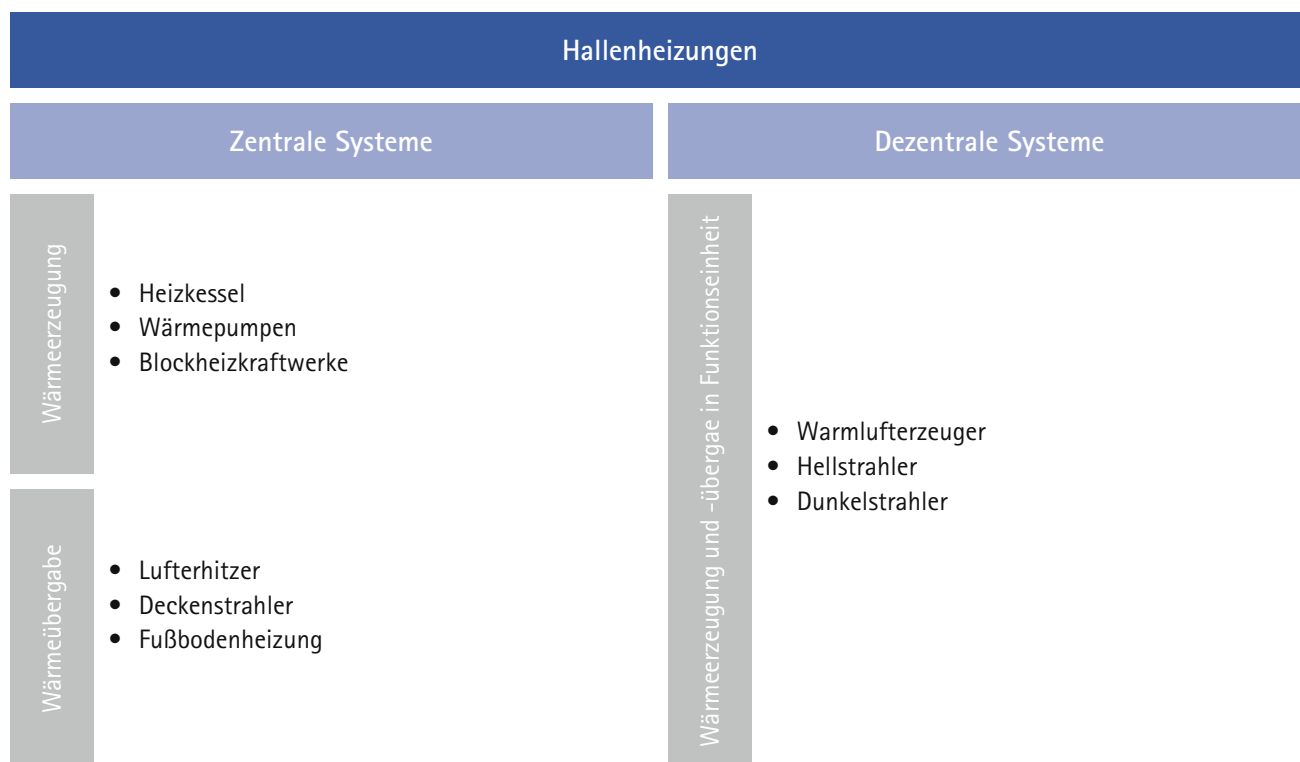 Hallenheizungen
Zentrale Systeme
Wärmeerzeugung
• Heizkessel
• Wärmepumpen
• Blockheizkraftwerke
Wärmeübergabe
• Lufterhitzer
• Deckenstrahler
• Fußbodenheizung
Dezentrale Systeme
Wärmeerzeugung und -übergae in Funktionseinheit
• Warmlufterzeuger
• Hellstrahler
• Dunkelstrahler